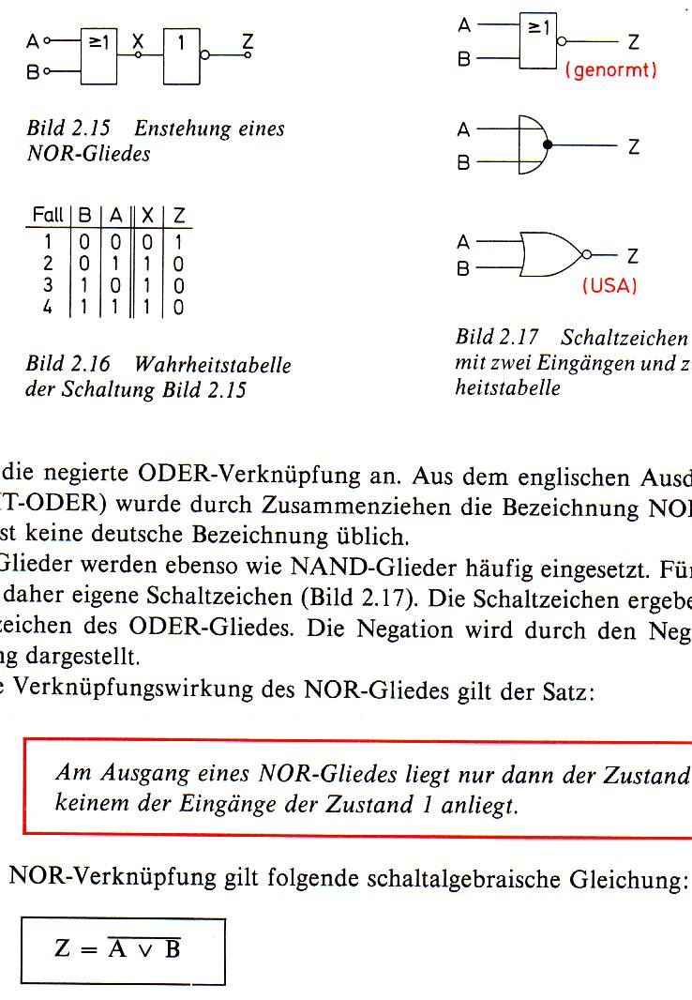 A ≥1 X 1 Z
B
Bild 2.15 Enstehung eines
NOR-Gliedes
Fall B A X Z
1 0 0 0 1
2 0 1 1 0
3 1 0 1 0
4 1 1 1 0
Bild 2.16 Wahrheitstabelle
der Schaltung Bild 2.15
A ≥1
Z
B
(genormt)
A
Z
B
A
Z
B
(USA)
Bild 2.17 Schaltzeichen
mit zwei Eingängen und z
heitstabelle
die negierte ODER-Verknüpfung an. Aus dem englischen Ausd
T-ODER) wurde durch Zusammenziehen die Bezeichnung NO
st keine deutsche Bezeichnung üblich.
Glieder werden ebenso wie NAND-Glieder häufig eingesetzt. Für
daher eigene Schaltzeichen (Bild 2.17). Die Schaltzeichen ergebe
zeichen des ODER-Gliedes. Die Negation wird durch den Neg
ng dargestellt.
e Verknüpfungswirkung des NOR-Gliedes gilt der Satz:
Am Ausgang eines NOR-Gliedes liegt nur dann der Zustand
keinem der Eingänge der Zustand 1 anliegt.
NOR-Verknüpfung gilt folgende schaltalgebraische Gleichung:
Z = A̅ ̅∨̅ ̅B̅